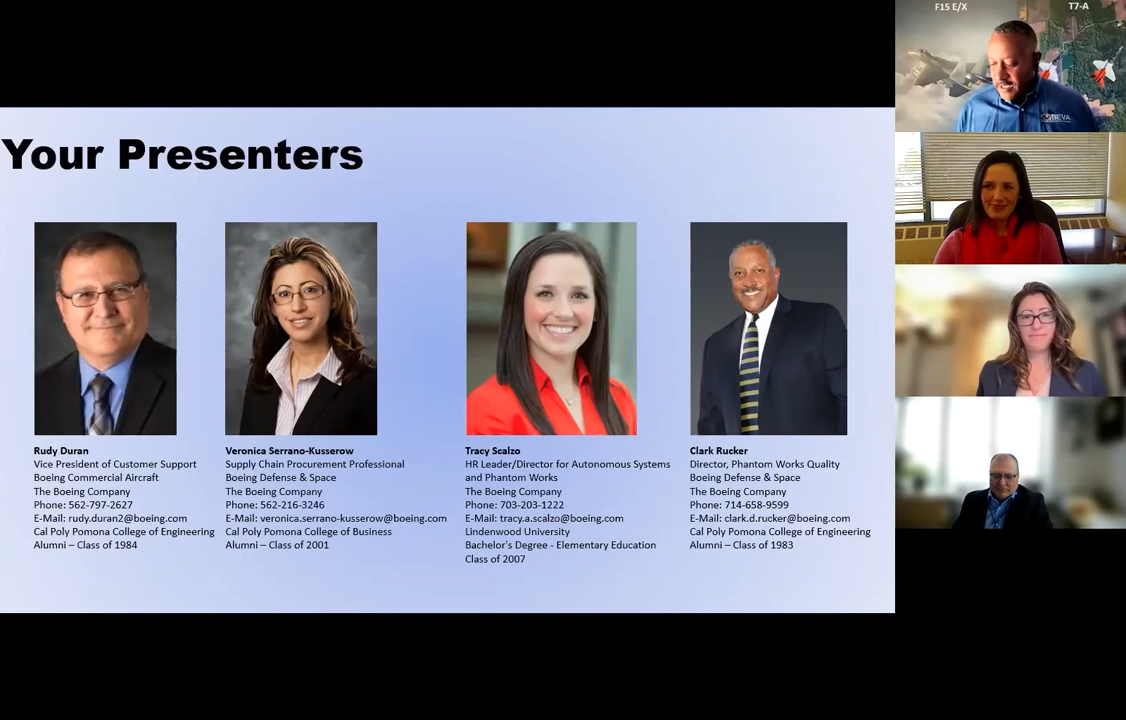 F15 E/X
T7-A
BEVA
Your Presenters
Rudy Duran
Vice President of Customer Support
Boeing Commercial Aircraft
The Boeing Company
Phone: 562-797-2627
E-Mail: rudy.duran2@boeing.com
Cal Poly Pomona College of Engineering
Alumni – Class of 1984
Veronica Serrano-Kusserow
Supply Chain Procurement Professional
Boeing Defense & Space
The Boeing Company
Phone: 562-216-3246
E-Mail: veronica.serrano-kusserow@boeing.com
Cal Poly Pomona College of Business
Alumni – Class of 2001
Tracy Scalzo
HR Leader/Director for Autonomous Systems
and Phantom Works
The Boeing Company
Phone: 703-203-1222
E-Mail: tracy.a.scalzo@boeing.com
Lindenwood University
Bachelor's Degree - Elementary Education
Class of 2007
Clark Rucker
Director, Phantom Works Quality
Boeing Defense & Space
The Boeing Company
Phone: 714-658-9599
E-Mail: clark.d.rucker@boeing.com
Cal Poly Pomona College of Engineering
Alumni – Class of 1983